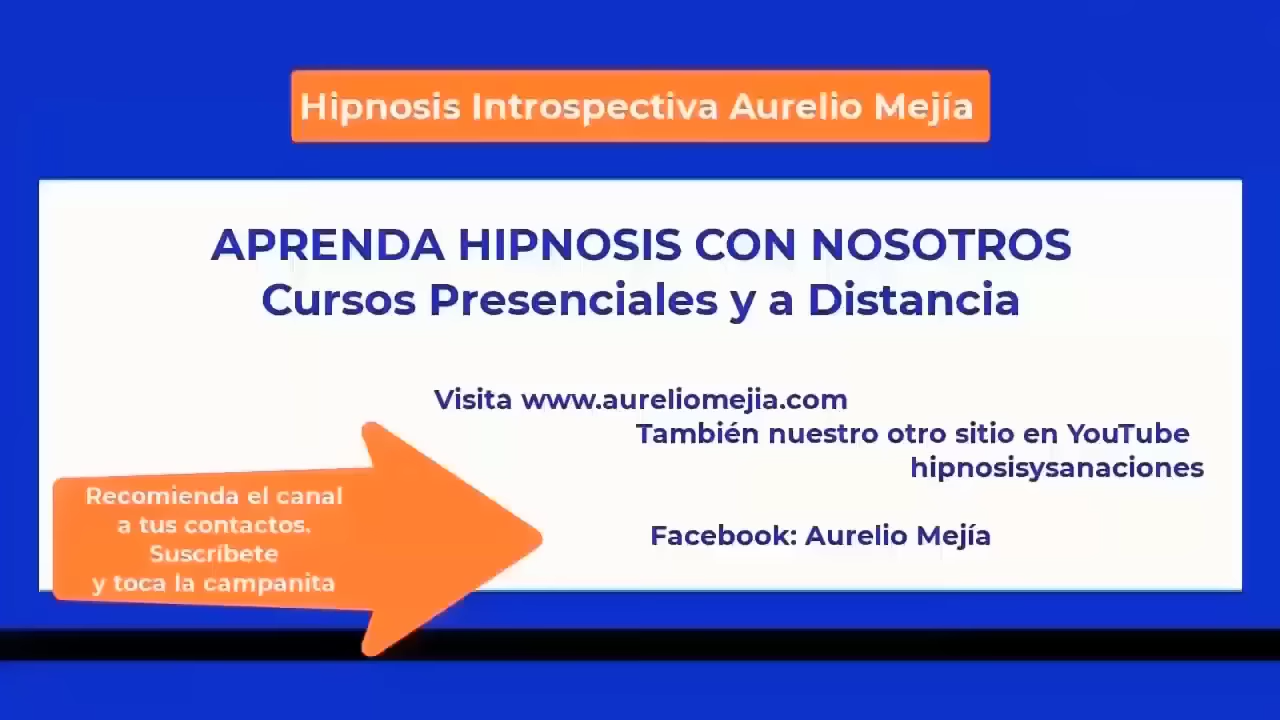 Hipnosis Introspectiva Aurelio Mejía
APRENDA HIPNOSIS CON NOSOTROS
Cursos Presenciales y a Distancia
Visita www.aureliomejia.com
También nuestro otro sitio en YouTube
hipnosisysanaciones
Facebook: Aurelio Mejía
Recomienda el canal
a tus contactos.
Suscríbete
y toca la campanita